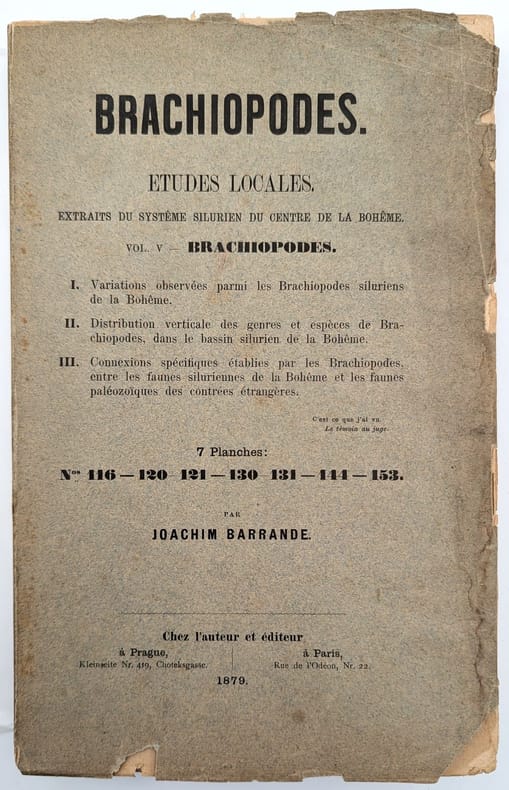 BRACHIOPODES.
ETUDES LOCALES.
EXTRAITS DU SYSTÊME SILURIEN DU CENTRE DE LA BOHÊME.
VOL. V — BRACHIOPODES.
I. Variations observées parmi les Brachiopodes siluriens
de la Bohême.
II. Distribution verticale des genres et espèces de Bra-
chiopodes, dans le bassin silurien de la Bohême.
III. Connexions spécifiques établies par les Brachiopodes,
entre les faunes siluriennes de la Bohême et les faunes
paléozoïques des contrées étrangères.
C'est ce que j'ai vu.
Le témoin au juge.
7 Planches:
Nos 116 — 120 121 — 130 131 — 144 — 153.
PAR
JOACHIM BARRANDE.
Chez l'auteur et éditeur
à Prague,
Kleinseite Nr. 419, Choteksgasse.
à Paris,
Rue de l'Odéon, Nr. 22.
1879.